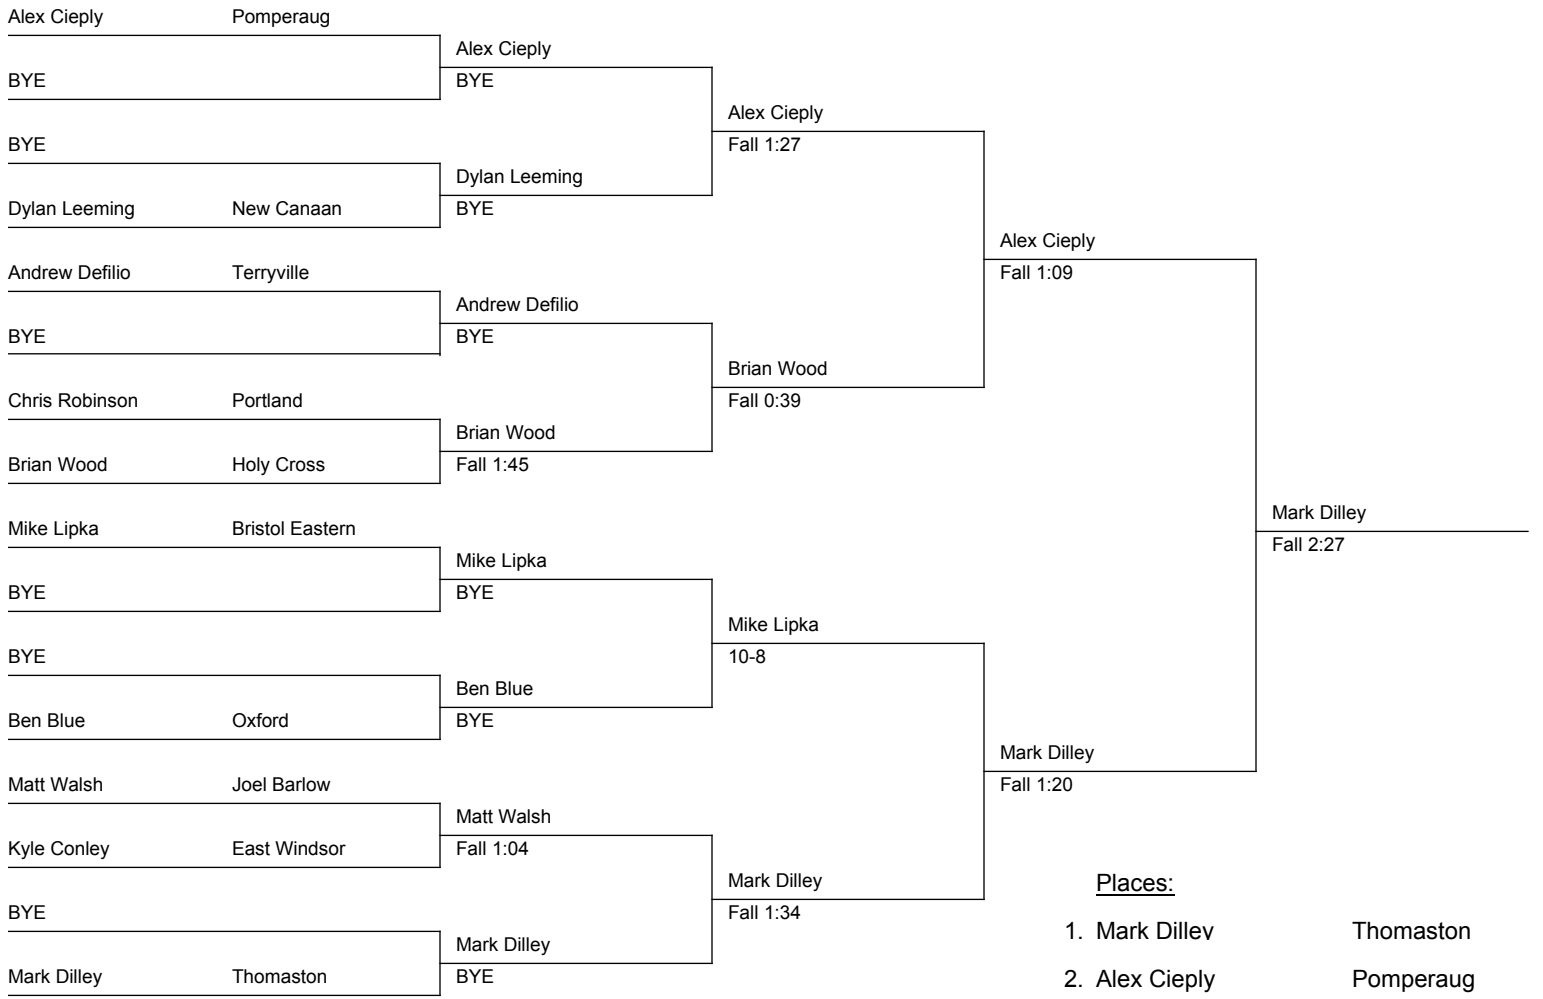 Alex Cieply Pomperaug
Alex Cieply
BYE
BYE
Alex Cieply
BYE
Fall 1:27
Dylan Leeming
Dylan Leeming New Canaan
BYE
Alex Cieply
Andrew Defilio Terryville
Fall 1:09
Andrew Defilio
BYE
BYE
Brian Wood
Chris Robinson Portland
Fall 0:39
Brian Wood
Brian Wood Holy Cross
Fall 1:45
Mark Dilley
Mike Lipka Bristol Eastern
Fall 2:27
Mike Lipka
BYE
BYE
Mike Lipka
BYE
10-8
Ben Blue
Ben Blue Oxford
BYE
Mark Dilley
Matt Walsh Joel Barlow
Fall 1:20
Matt Walsh
Kyle Conley East Windsor
Fall 1:04
Mark Dilley
Places:
BYE
Fall 1:34
1. Mark Dilley Thomaston
Mark Dilley
Mark Dilley Thomaston
BYE
2. Alex Cieply Pomperaug